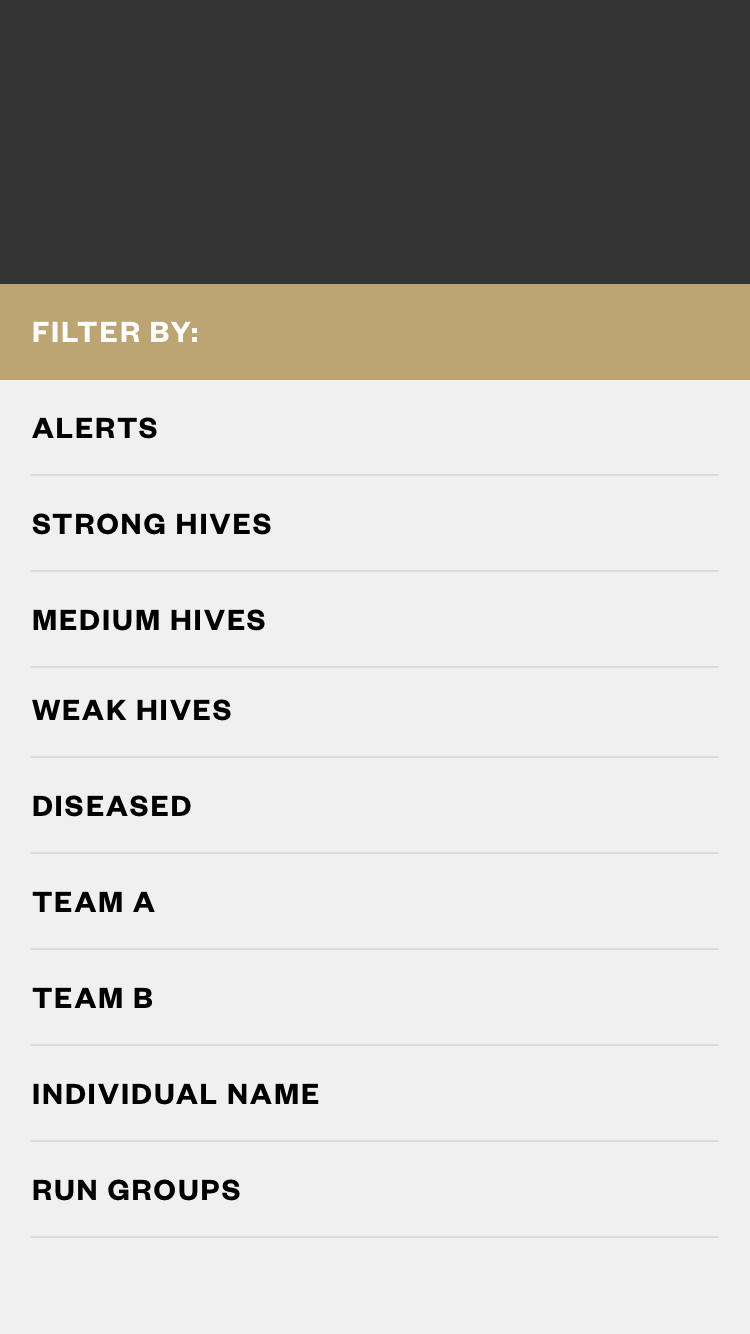 FILTER BY:
ALERTS
STRONG HIVES
MEDIUM HIVES
WEAK HIVES
DISEASED
TEAM A
TEAM B
INDIVIDUAL NAME
RUN GROUPS